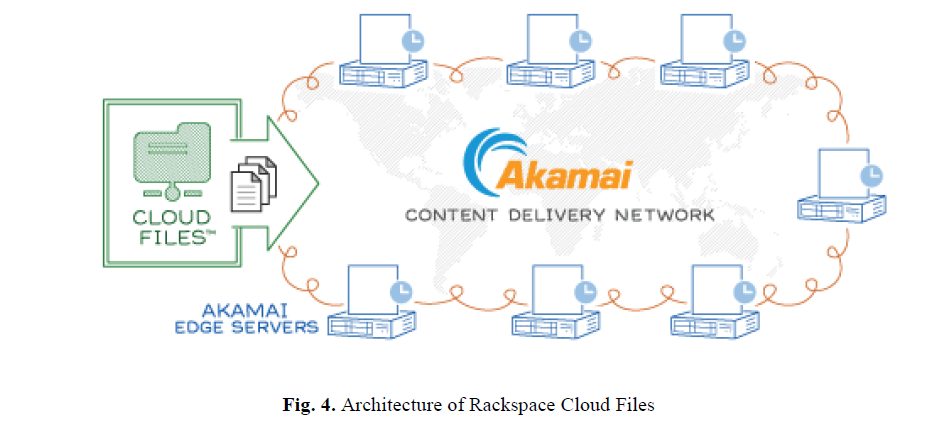 Akamai
CONTENT DELIVERY NETWORK
CLOUD
FILES™
AKAMAI
EDGE SERVERS
Fig. 4. Architecture of Rackspace Cloud Files